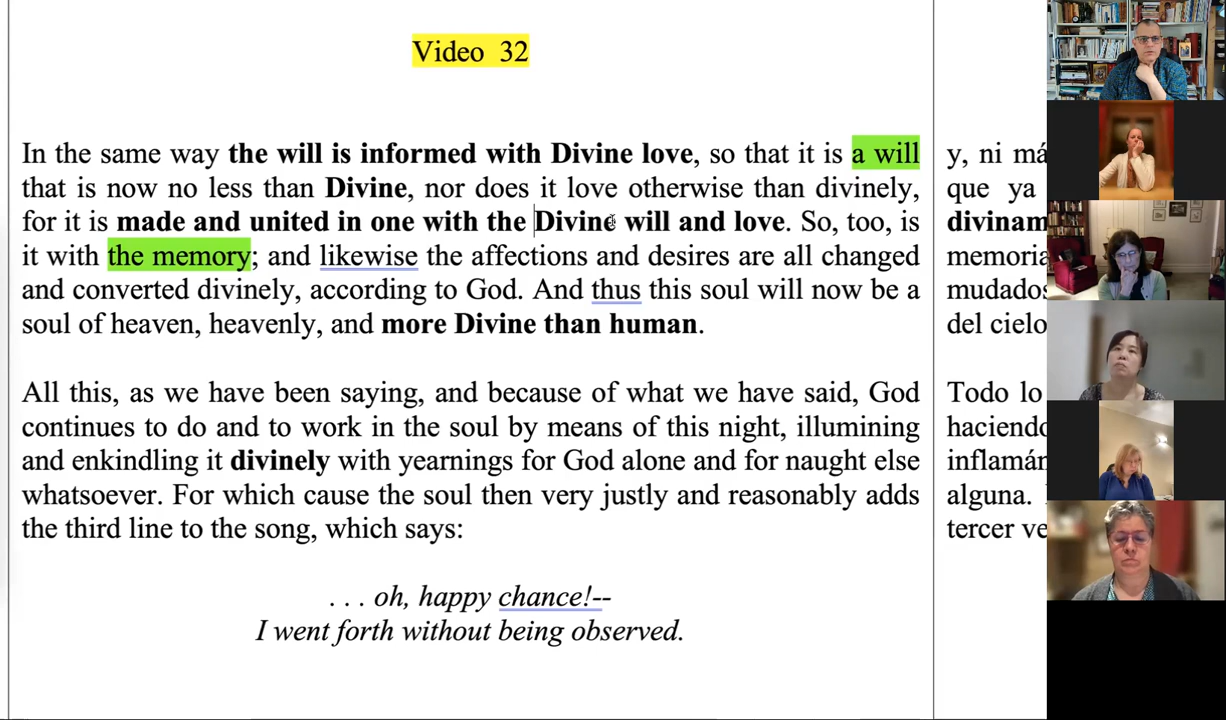 Video 32
In the same way the will is informed with Divine love, so that it is a will
that is now no less than Divine, nor does it love otherwise than divinely,
for it is made and united in one with the Divine will and love. So, too, is
it with the memory; and likewise the affections and desires are all changed
and converted divinely, according to God. And thus this soul will now be a
soul of heaven, heavenly, and more Divine than human.
All this, as we have been saying, and because of what we have said, God
continues to do and to work in the soul by means of this night, illumining
and enkindling it divinely with yearnings for God alone and for naught else
whatsoever. For which cause the soul then very justly and reasonably adds
the third line to the song, which says:
. . . oh, happy chance!--
I went forth without being observed.
y, ni má
que ya
divinam
memoria
mudados
del cielo
Todo lo
haciendo
inflamán
alguna.
tercer ve